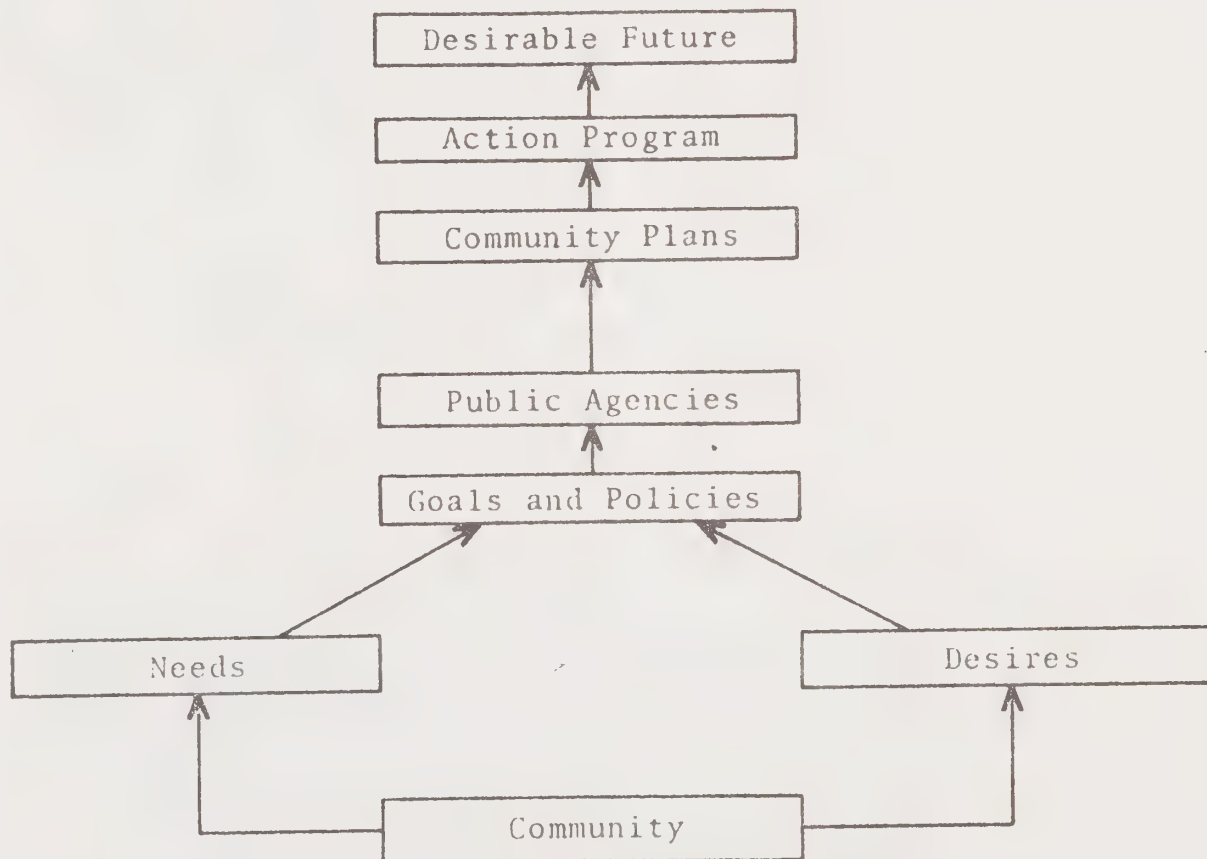 Desirable Future
Action Program
Community Plans
Public Agencies
Goals and Policies
Needs
Desires
Community